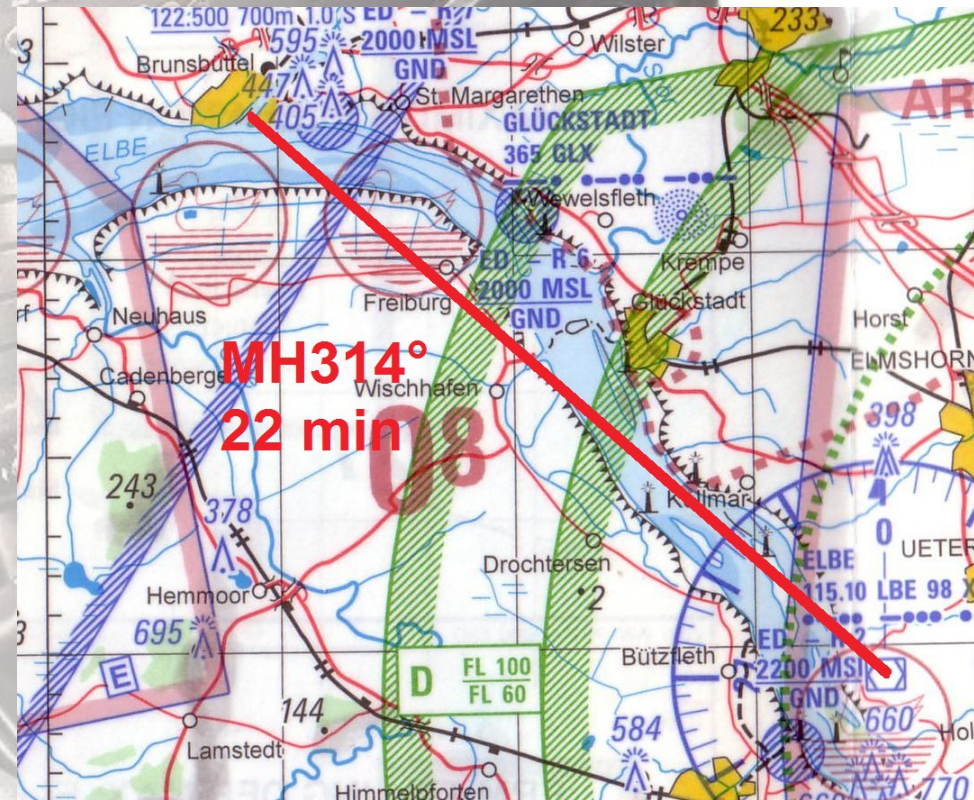 122:500 700m 1.0 S
595
2000 MSL
GND
233
Wilster
Brunsbüttel
447
405
St. Margarethen
GLÜCKSTADT
365 GLX
ELBE
Wewelsfleth
Krempe
ED - R 6
2000 MSL
GND
Freiburg
Glückstadt
Neuhaus
Horst
MH314°
22 min
Wischhafen
ELMSHORN
Cadenberge
398
08
243
378
Kollmar
0
UETER
Drochtersen
ELBE
115.10 LBE 98 X
Hemmoor
2
695
Bützfleth
2200 MSL
GND
E
D
FL 100
FL 60
144
584
660
Lamstedt
770
Himmelpforten